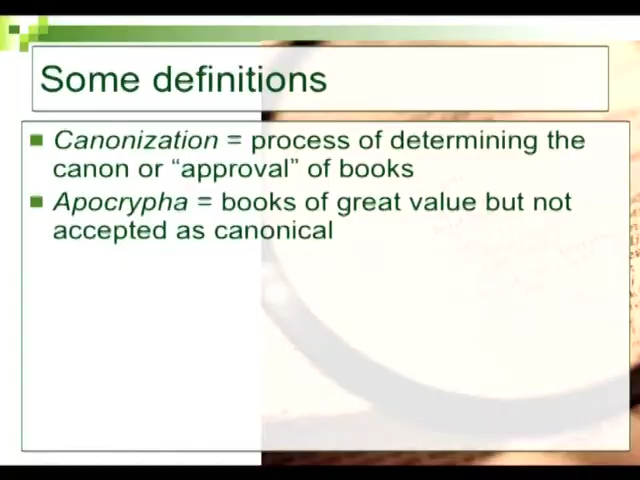 Some definitions
Canonization = process of determining the
canon or “approval” of books
Apocrypha = books of great value but not
accepted as canonical